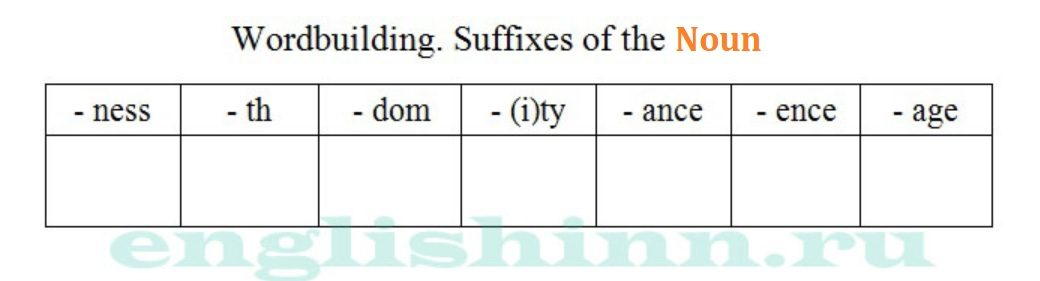 Wordbuilding. Suffixes of the Noun
- ness - th - dom - (i)ty - ance - ence - age
englishinn.ru